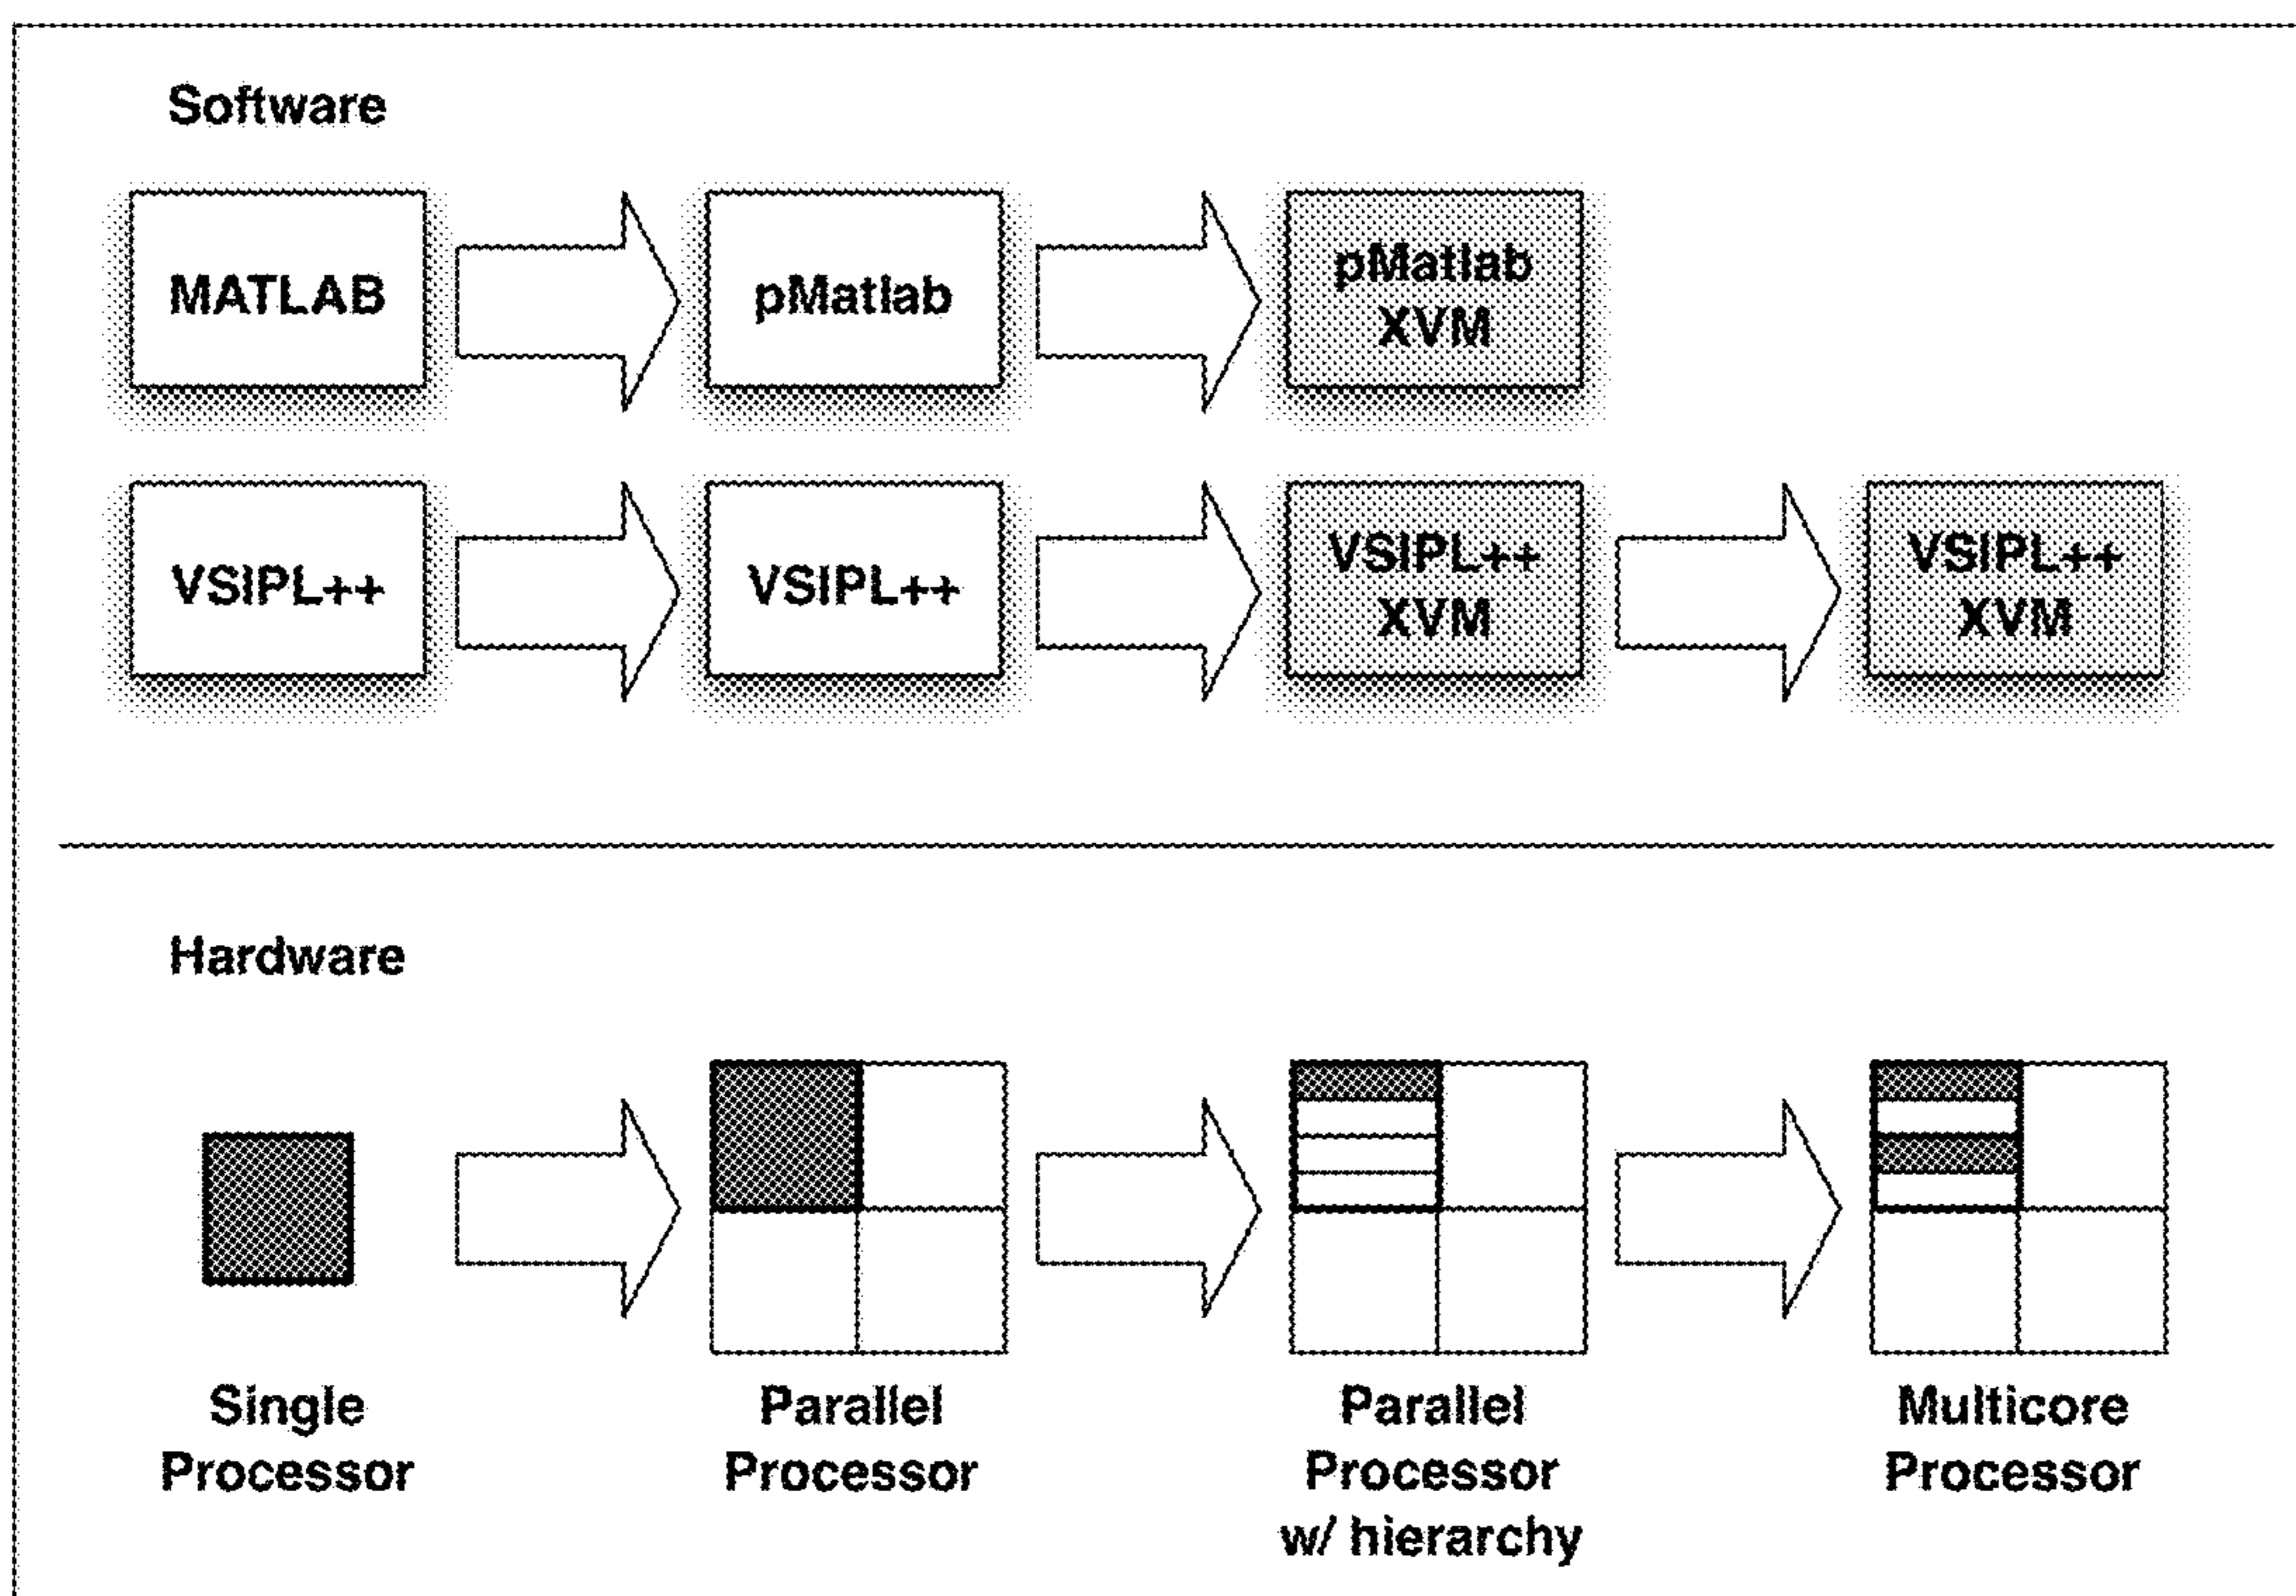 Software
MATLAB
pMatlab
pMatlab
XVM
VSIPL++
VSIPL++
VSIPL++
XVM
VSIPL++
XVM
Hardware
Single
Processor
Parallel
Processor
Parallel
Processor
w/ hierarchy
Multicore
Processor